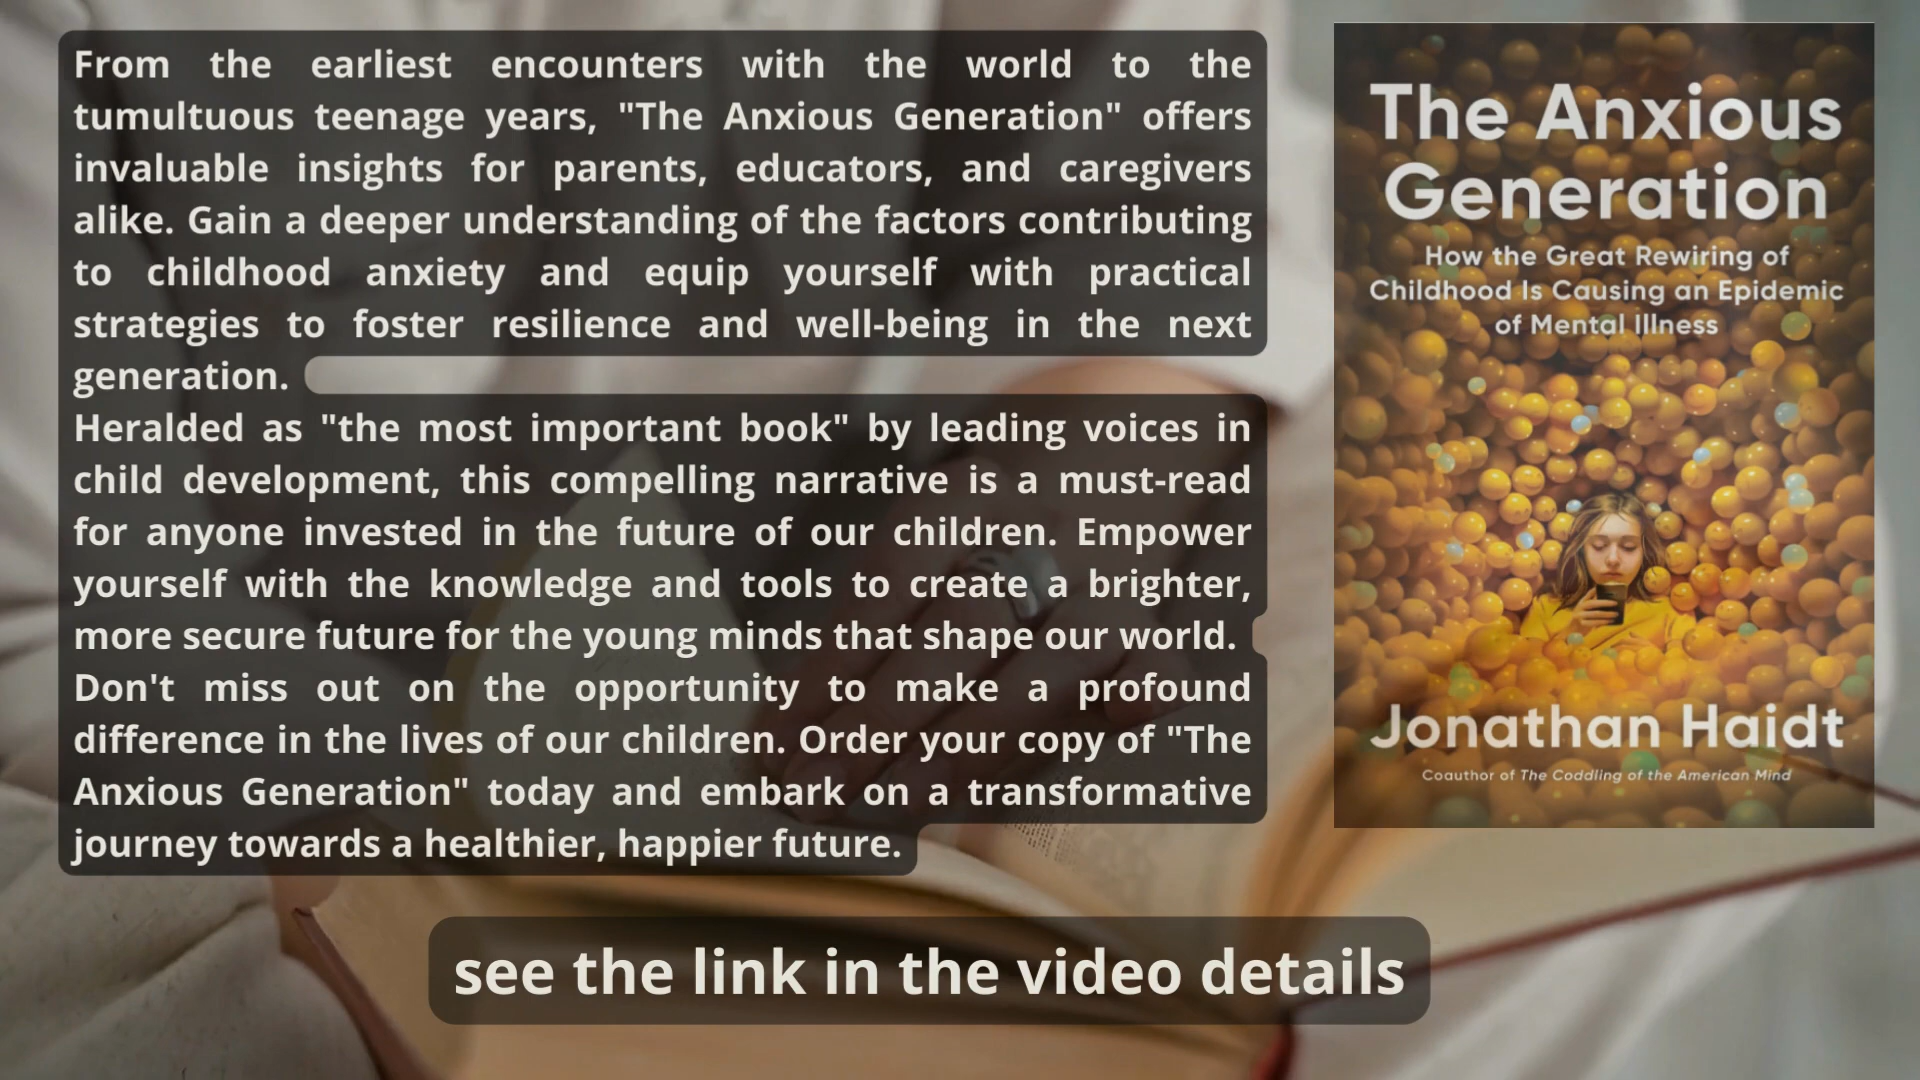 From the earliest encounters with the world to the
tumultuous teenage years, "The Anxious Generation" offers
invaluable insights for parents, educators, and caregivers
alike. Gain a deeper understanding of the factors contributing
to childhood anxiety and equip yourself with practical
strategies to foster resilience and well-being in the next
generation.
Heralded as "the most important book" by leading voices in
child development, this compelling narrative is a must-read
for anyone invested in the future of our children. Empower
yourself with the knowledge and tools to create a brighter,
more secure future for the young minds that shape our world.
Don't miss out on the opportunity to make a profound
difference in the lives of our children. Order your copy of "The
Anxious Generation" today and embark on a transformative
journey towards a healthier, happier future.
The Anxious
Generation
How the Great Rewiring of
Childhood Is Causing an Epidemic
of Mental Illness
Jonathan Haidt
Coauthor of The Coddling of the American Mind
see the link in the video details